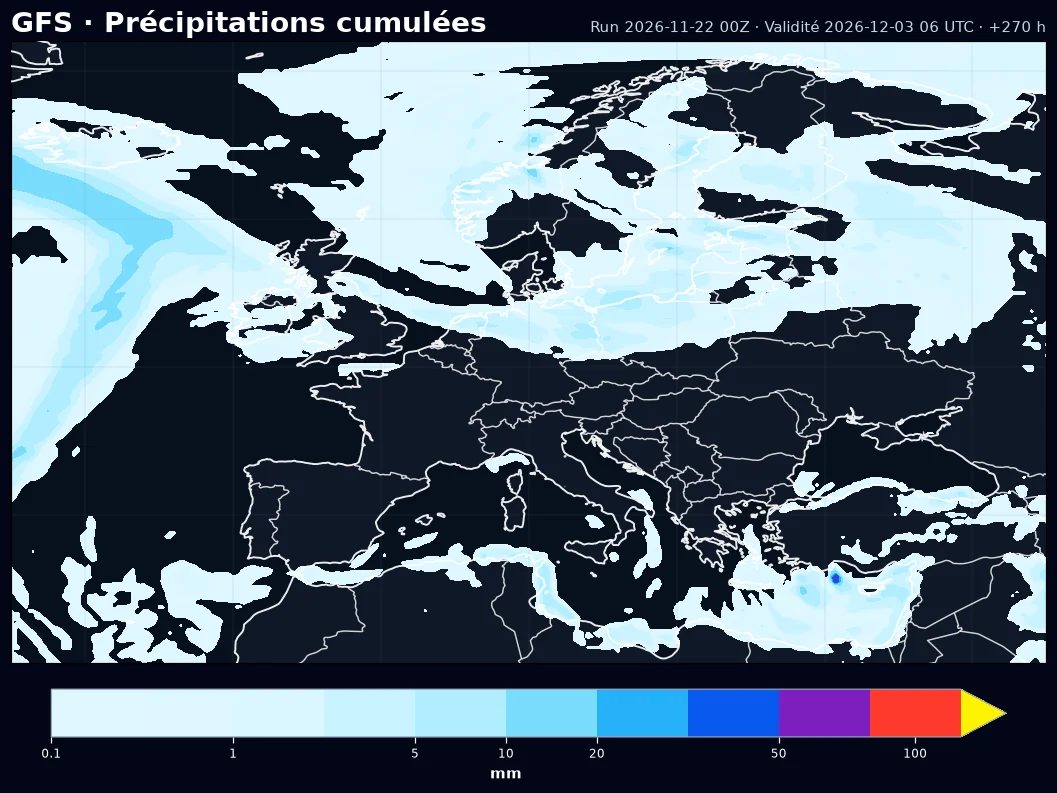 GFS · Précipitations cumulées
Run 2026-11-22 00Z · Validité 2026-12-03 06 UTC · +270 h
0.1 1 5 10 20 50 100
mm